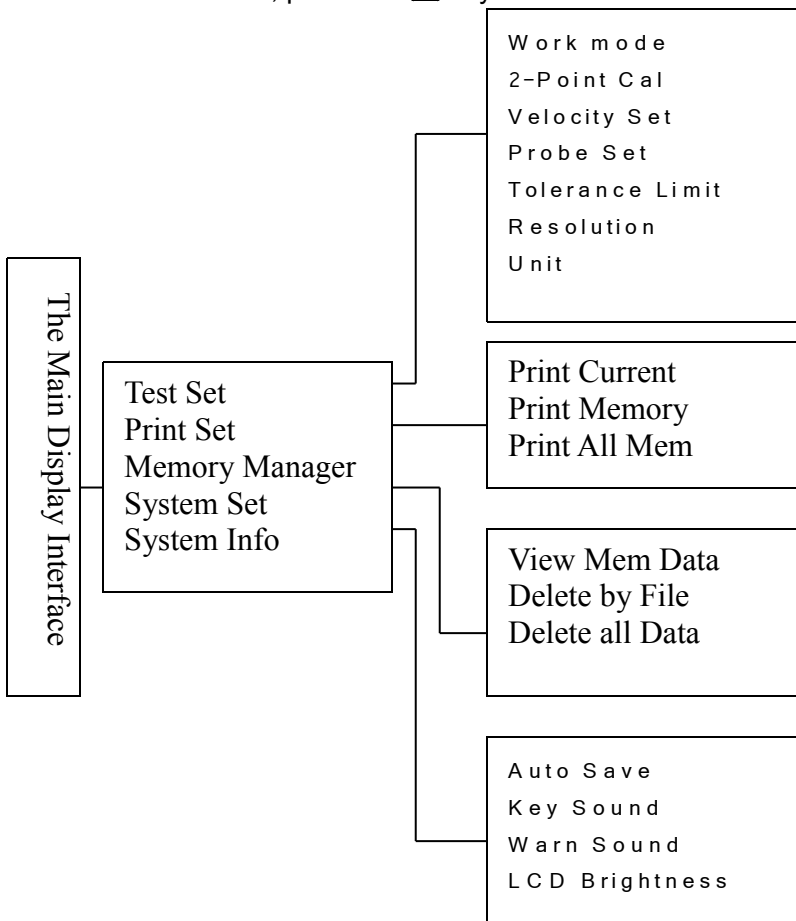 The Main Display Interface
Test Set
Print Set
Memory Manager
System Set
System Info
Work mode
2-Point Cal
Velocity Set
Probe Set
Tolerance Limit
Resolution
Unit
Print Current
Print Memory
Print All Mem
View Mem Data
Delete by File
Delete all Data
Auto Save
Key Sound
Warn Sound
LCD Brightness